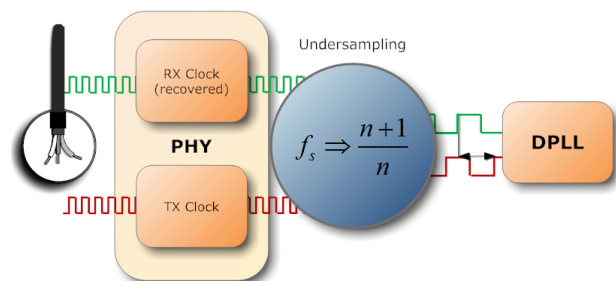 Undersampling
RX Clock
(recovered)
PHY
f_s ⇒ n+1/n
DPLL
TX Clock